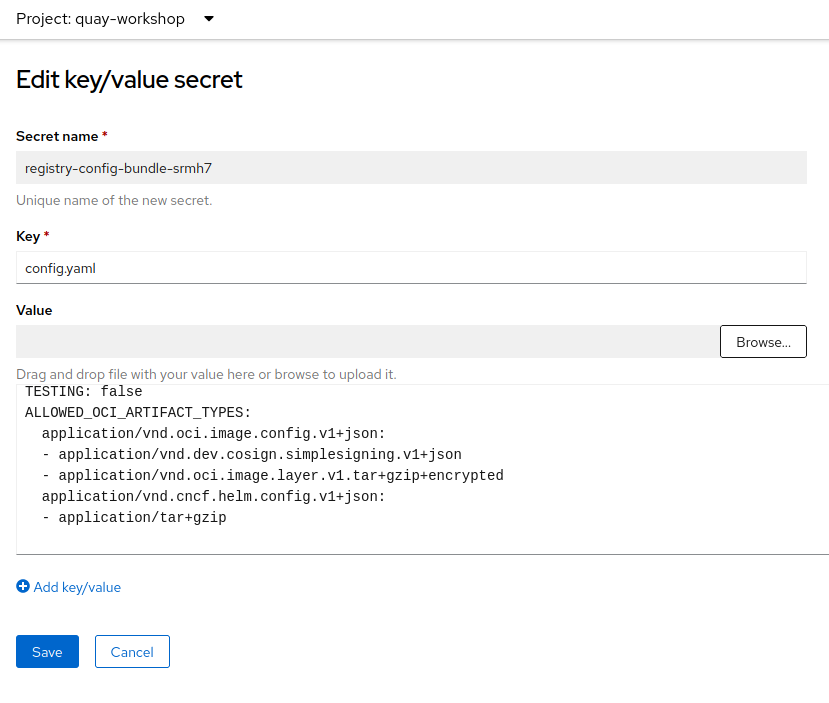 Project: quay-workshop
Edit key/value secret
Secret name *
registry-config-bundle-srmh7
Unique name of the new secret.
Key *
config.yaml
Value
Browse...
Drag and drop file with your value here or browse to upload it.
TESTING: false
ALLOWED_OCI_ARTIFACT_TYPES:
  application/vnd.oci.image.config.v1+json:
  - application/vnd.dev.cosign.simplesigning.v1+json
  - application/vnd.oci.image.layer.v1.tar+gzip+encrypted
  application/vnd.cncf.helm.config.v1+json:
  - application/tar+gzip
Add key/value
Save Cancel